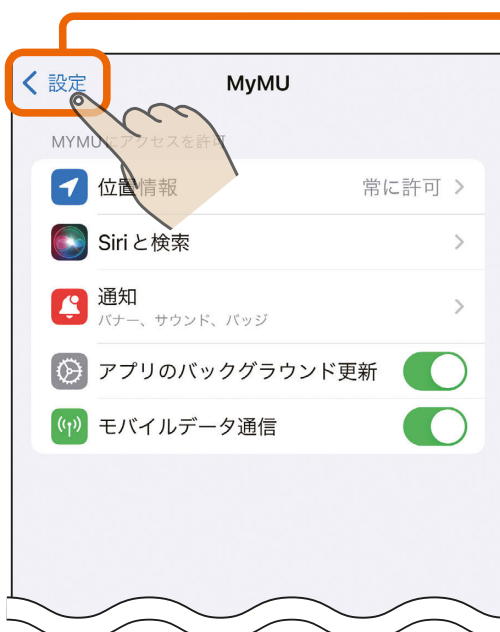 設定
MyMU
MYMUにアクセスを許可
位置情報
常に許可
Siriと検索
通知
バナー、サウンド、バッジ
アプリのバックグラウンド更新
モバイルデータ通信